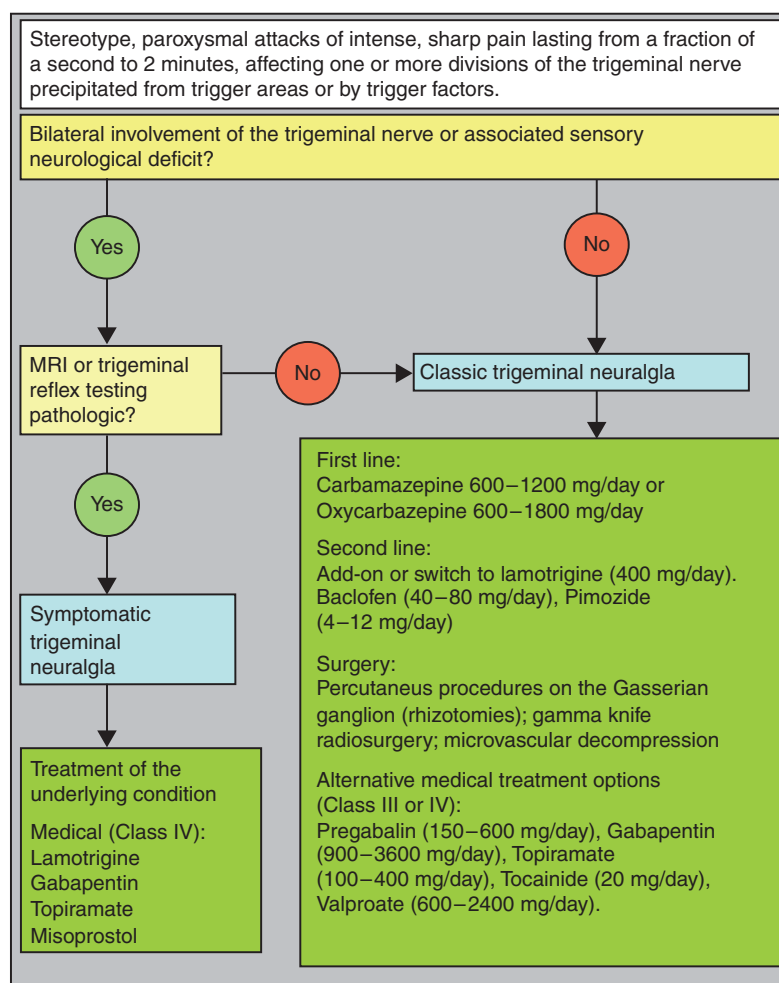 Stereotype, paroxysmal attacks of intense, sharp pain lasting from a fraction of
a second to 2 minutes, affecting one or more divisions of the trigeminal nerve
precipitated from trigger areas or by trigger factors.
Bilateral involvement of the trigeminal nerve or associated sensory
neurological deficit?
Yes
No
MRI or trigeminal
reflex testing
pathologic?
No
Classic trigeminal neuralgla
Yes
Symptomatic
trigeminal
neuralgla
Treatment of the
underlying condition
Medical (Class IV):
Lamotrigine
Gabapentin
Topiramate
Misoprostol
First line:
Carbamazepine 600–1200 mg/day or
Oxycarbazepine 600–1800 mg/day
Second line:
Add-on or switch to lamotrigine (400 mg/day).
Baclofen (40–80 mg/day), Pimozide
(4–12 mg/day)
Surgery:
Percutaneus procedures on the Gasserian
ganglion (rhizotomies); gamma knife
radiosurgery; microvascular decompression
Alternative medical treatment options
(Class III or IV):
Pregabalin (150–600 mg/day), Gabapentin
(900–3600 mg/day), Topiramate
(100–400 mg/day), Tocainide (20 mg/day),
Valproate (600–2400 mg/day).